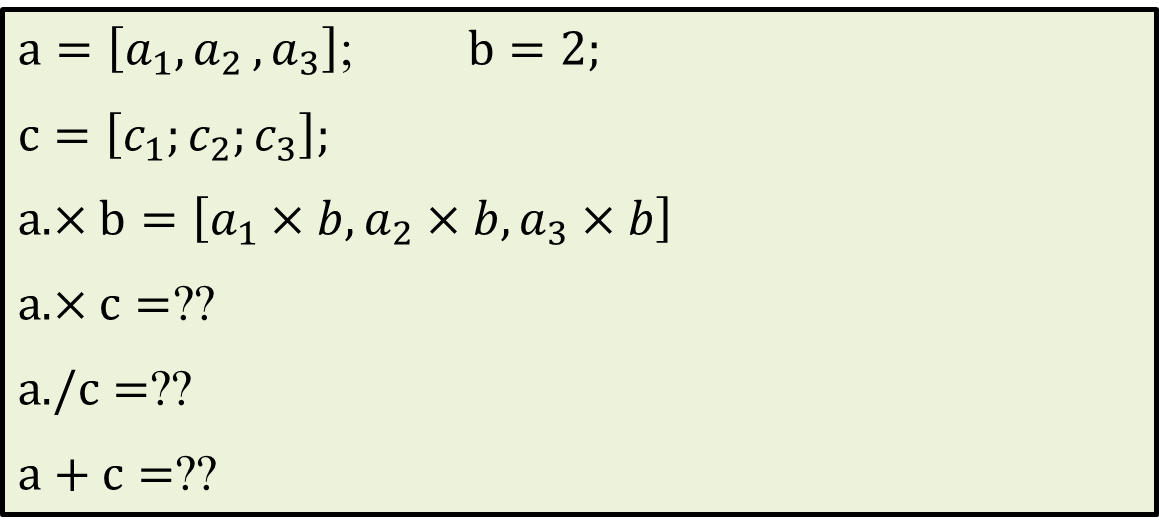 a = [a₁, a₂ , a₃]; b = 2;
c = [c₁; c₂; c₃];
a.× b = [a₁ × b, a₂ × b, a₃ × b]
a.× c =??
a./c =??
a + c =??